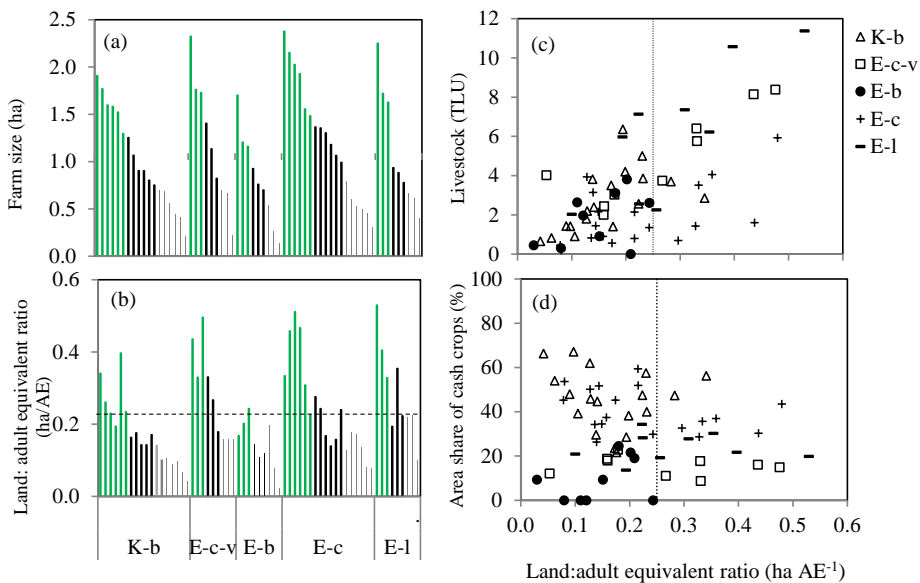 (a)
Farm size (ha)
2.5
2.0
1.5
1.0
0.5
0.0
(b)
Land: adult equivalent ratio
(ha/AE)
0.6
0.4
0.2
0.0
K-b E-c-v E-b E-c E-l
(c)
Livestock (TLU)
12
10
8
6
4
2
0
K-b
E-c-v
E-b
E-c
E-l
(d)
Area share of cash crops (%)
100
80
60
40
20
0
0.0 0.1 0.2 0.3 0.4 0.5 0.6
Land:adult equivalent ratio (ha AE⁻¹)